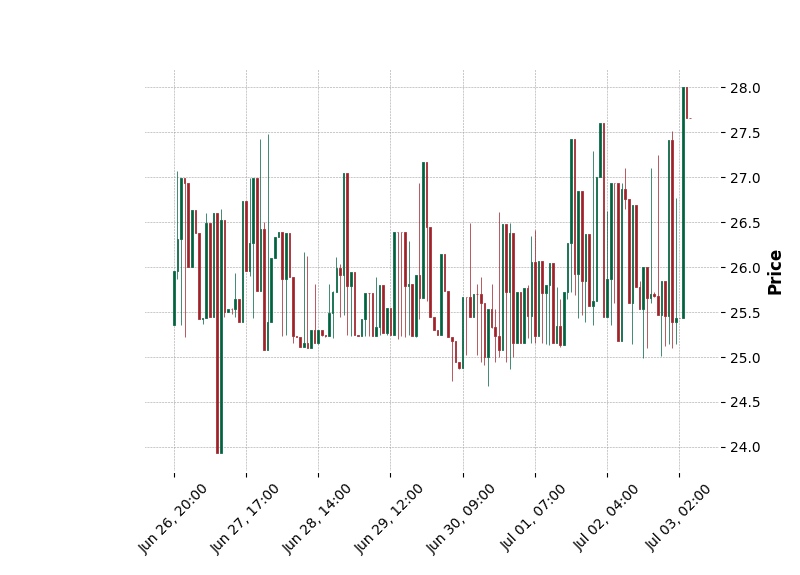 28.0
27.5
27.0
26.5
26.0
25.5
25.0
24.5
24.0
Price
Jun 26, 20:00
Jun 27, 17:00
Jun 28, 14:00
Jun 29, 12:00
Jun 30, 09:00
Jul 01, 07:00
Jul 02, 04:00
Jul 03, 02:00